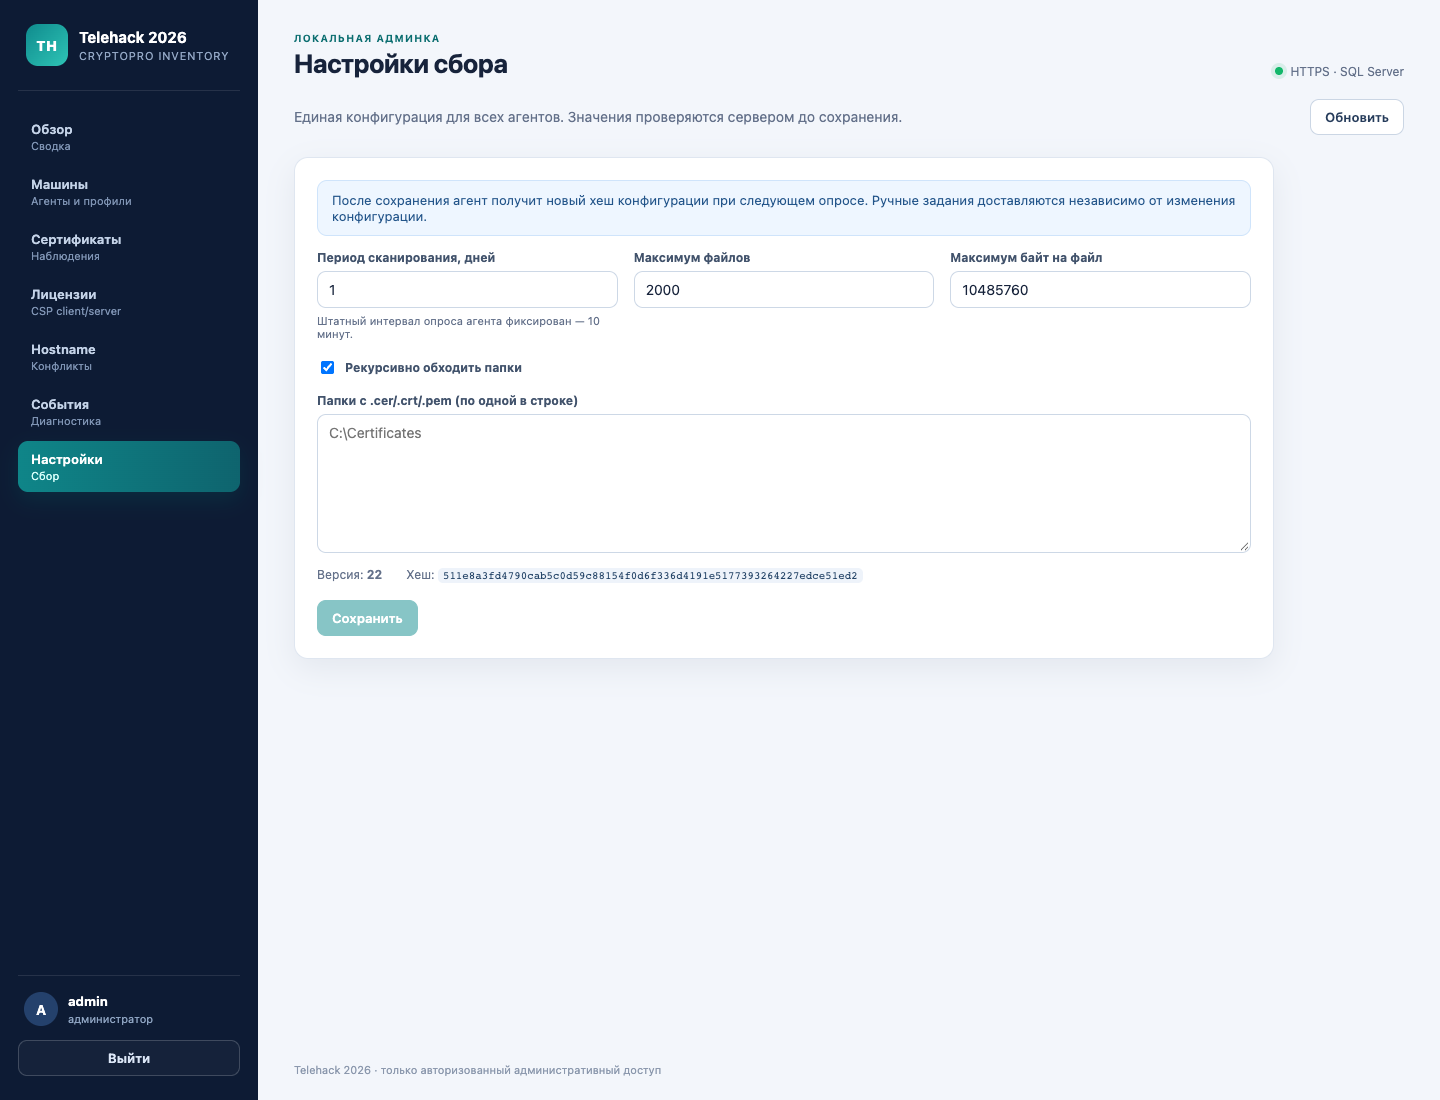 TH
Telehack 2026
CRYPTOPRO INVENTORY
Обзор
Сводка
Машины
Агенты и профили
Сертификаты
Наблюдения
Лицензии
CSP client/server
Hostname
Конфликты
События
Диагностика
Настройки
Сбор
A
admin
администратор
Выйти
ЛОКАЛЬНАЯ АДМИНКА
Настройки сбора
HTTPS · SQL Server
Единая конфигурация для всех агентов. Значения проверяются сервером до сохранения.
Обновить
После сохранения агент получит новый хеш конфигурации при следующем опросе. Ручные задания доставляются независимо от изменения
конфигурации.
Период сканирования, дней
Максимум файлов
Максимум байт на файл
1
2000
10485760
Штатный интервал опроса агента фиксирован — 10
минут.
Рекурсивно обходить папки
Папки с .cer/.crt/.pem (по одной в строке)
C:\Certificates
Версия: 22 Хеш: 511e8a3fd4790cab5c0d59c88154f0d6f336d4191e5177393264227edce51ed2
Сохранить
Telehack 2026 · только авторизованный административный доступ